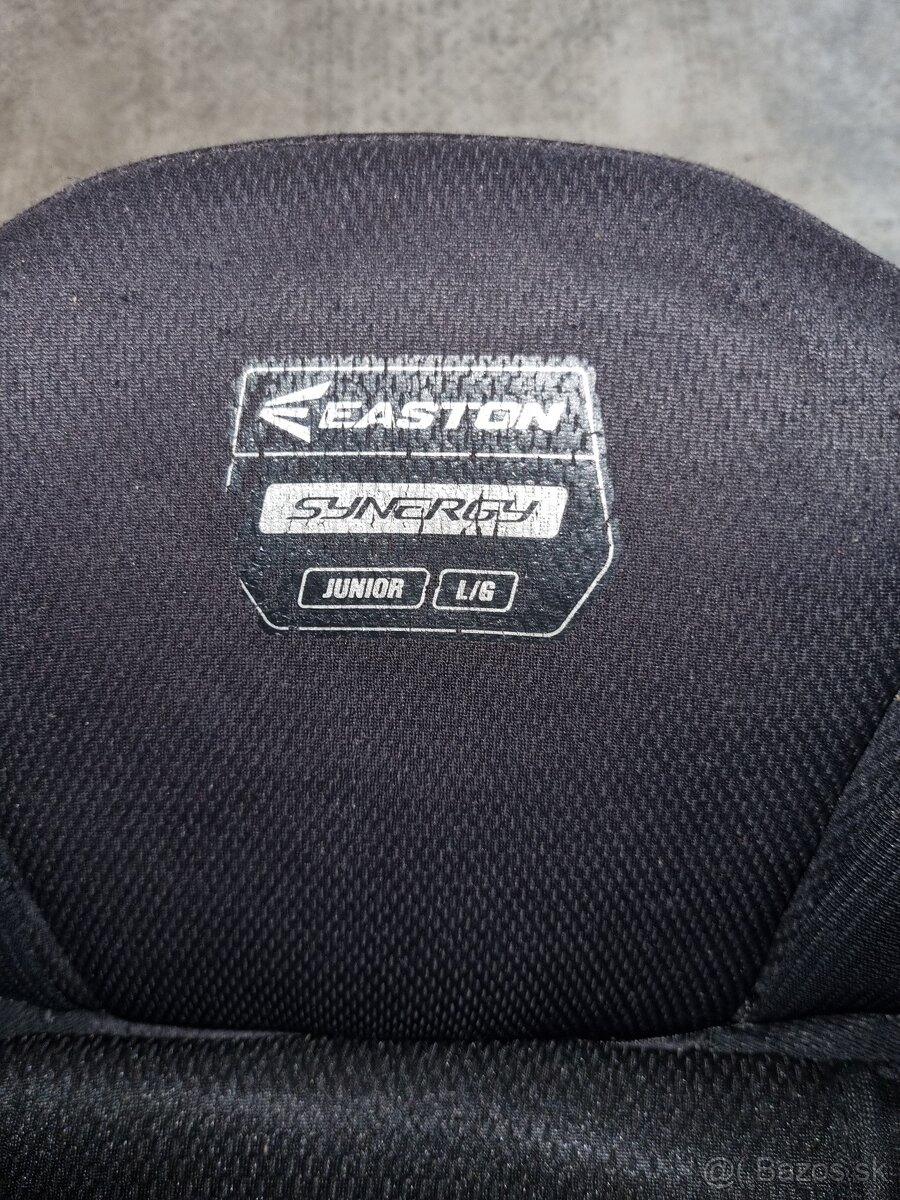 EASTON
SYNERGY
JUNIOR L/G
@(.Bazos.sk